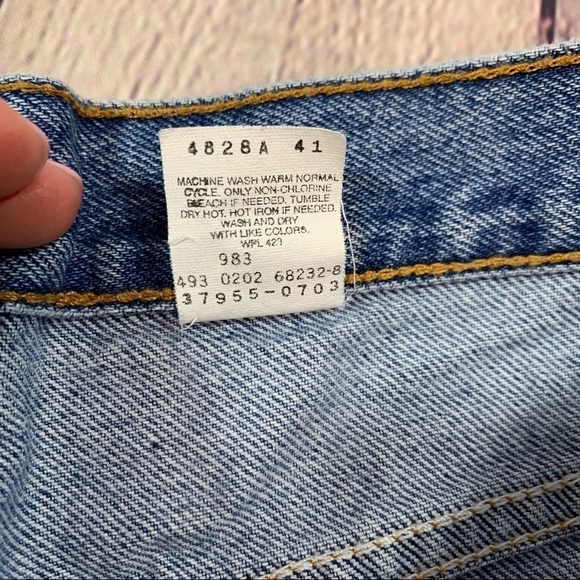 4828A 41
MACHINE WASH WARM NORMAL
CYCLE. ONLY NON-CHLORINE
BLEACH IF NEEDED. TUMBLE
DRY HOT. HOT IRON IF NEEDED.
WASH AND DRY
WITH LIKE COLORS.
WPL 423
983
493 0202 68232-8
37955-0703